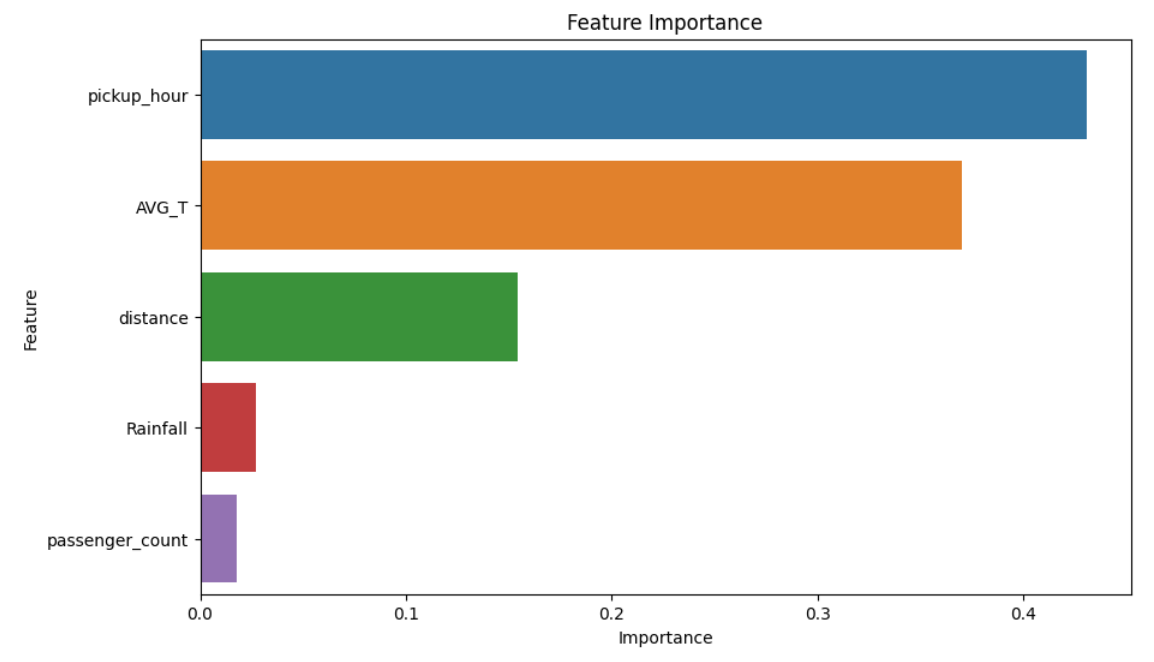 Feature Importance
pickup_hour
AVG_T
distance
Rainfall
passenger_count
Feature
0.0 0.1 0.2 0.3 0.4
Importance